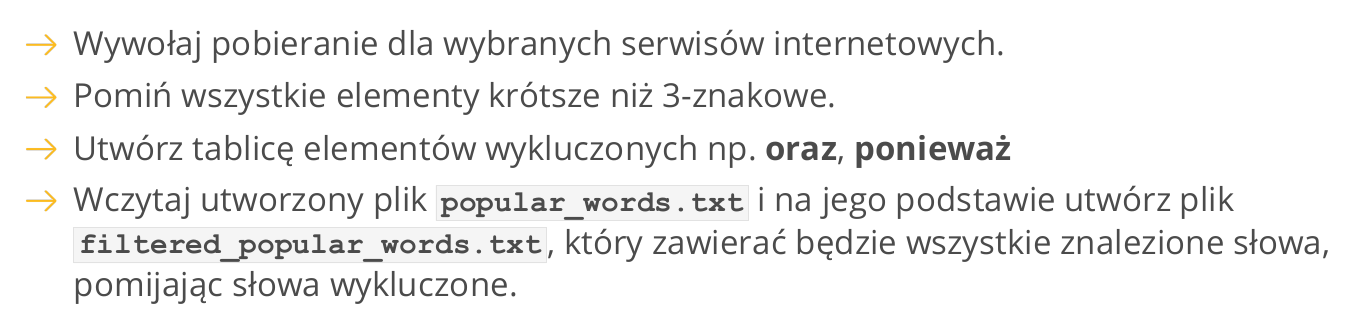 → Wywołaj pobieranie dla wybranych serwisów internetowych.
→ Pomiń wszystkie elementy krótsze niż 3-znakowe.
→ Utwórz tablicę elementów wykluczonych np. oraz, ponieważ
→ Wczytaj utworzony plik popular_words.txt i na jego podstawie utwórz plik
filtered_popular_words.txt, który zawierać będzie wszystkie znalezione słowa,
pomijając słowa wykluczone.